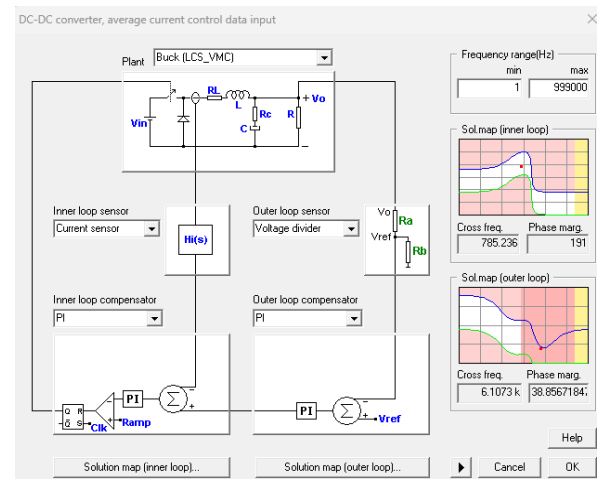 DC-DC converter, average current control data input
Plant
Buck (LCS_VMC)
RL
L
+ Vo
Vin
Rc
C
R
Inner loop sensor
Current sensor
Hi(s)
Outer loop sensor
Voltage divider
Vo
Ra
Vref
Rb
Inner loop compensator
PI
Outer loop compensator
PI
Q R
Q S
Clk
PI
Σ
+Ramp
PI
Σ
Vref
Solution map (inner loop)...
Solution map (outer loop)...
Frequency range(Hz)
min max
1 999000
Sol.map (inner loop)
Cross freq. Phase marg.
785.236 191
Sol.map (outer loop)
Cross freq. Phase marg.
6.1073 k 38.8567184
Help
Cancel OK